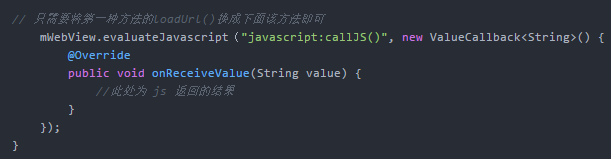 // 只需要将第一种方法的loadUrl()换成下面该方法即可
mWebView.evaluateJavascript（"javascript:callJS()", new ValueCallback<String>() {
@Override
public void onReceiveValue(String value) {
//此处为 js 返回的结果
}
});
}